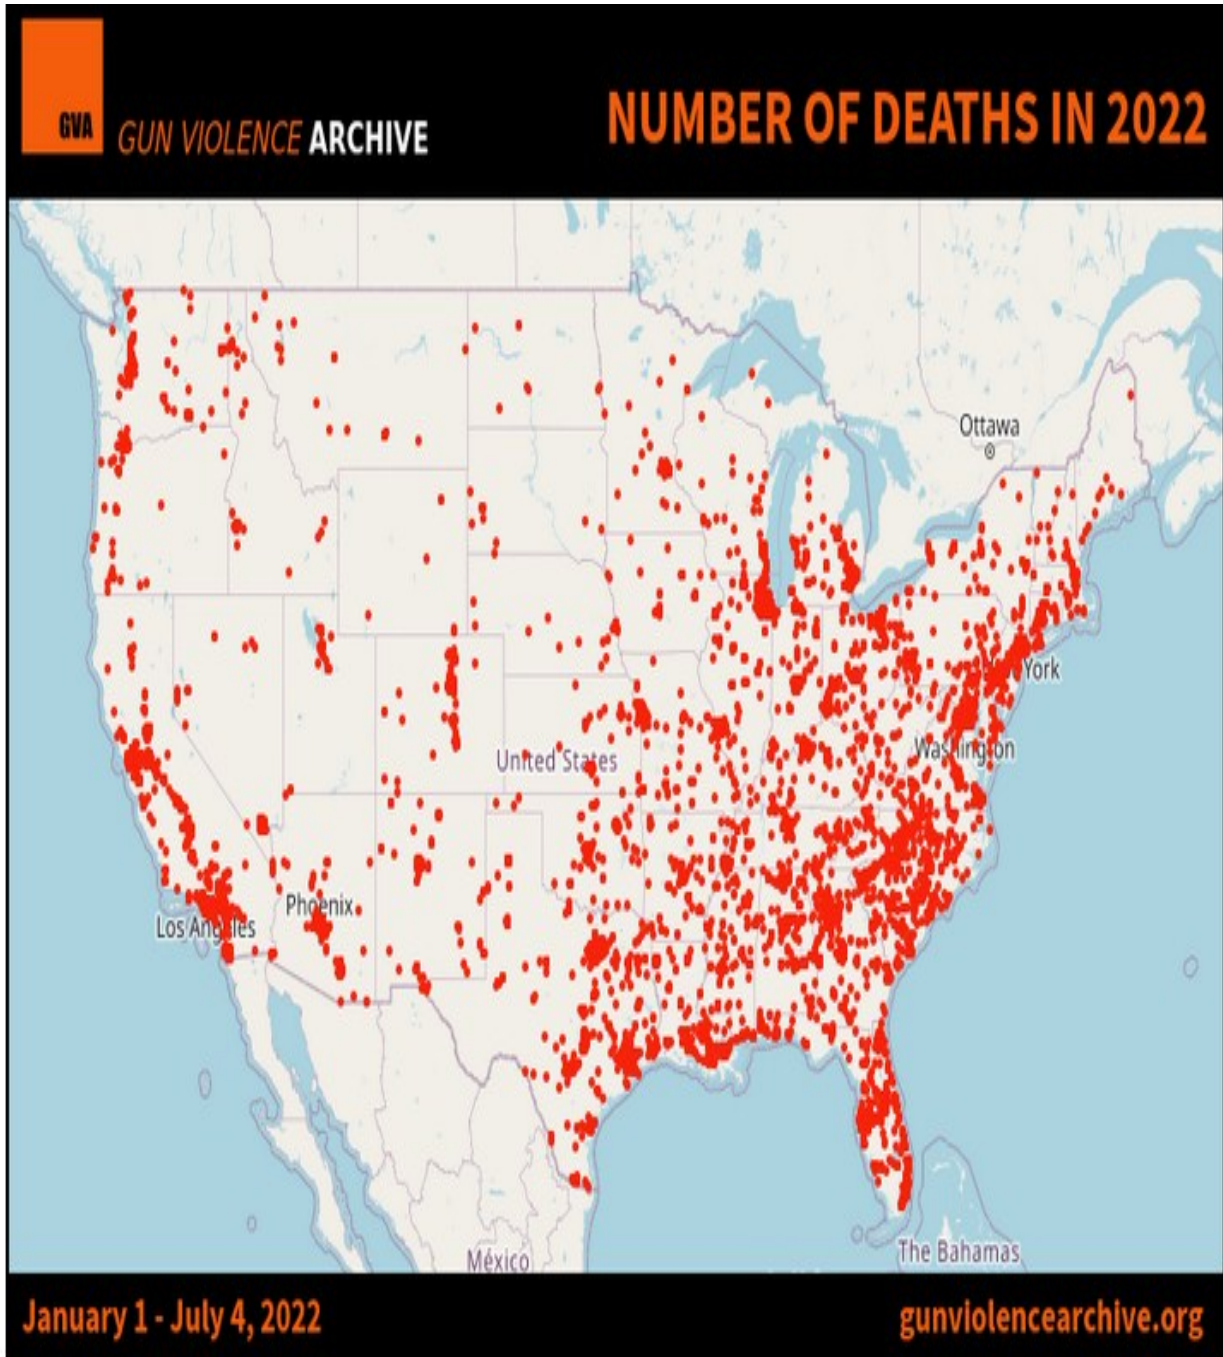 GVA
GUN VIOLENCE ARCHIVE
NUMBER OF DEATHS IN 2022
Ottawa
York
Washington
United States
Phoenix
Los Angeles
México
The Bahamas
January 1 - July 4, 2022
gunviolencearchive.org